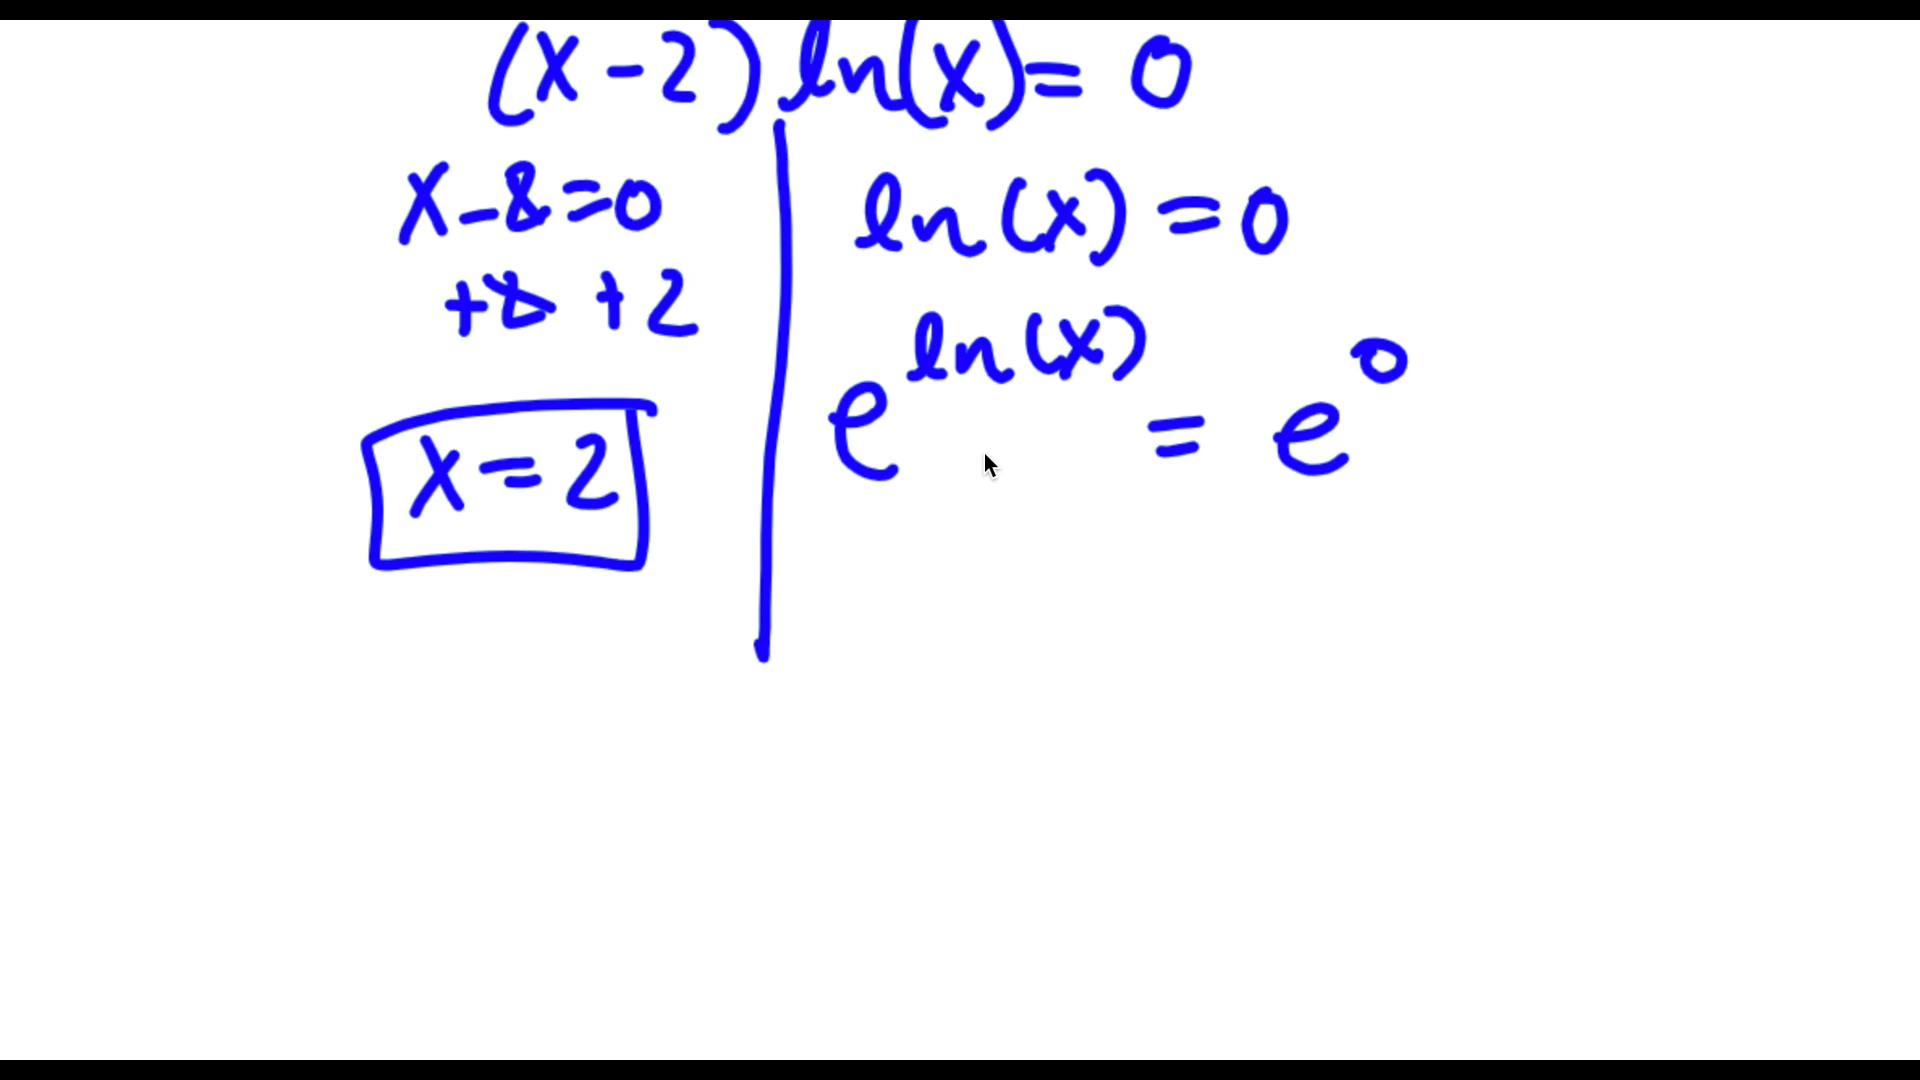 (x-2) ln(x) = 0
x-2=0
+2 +2
x=2
ln(x) = 0
e^ln(x) = e^0